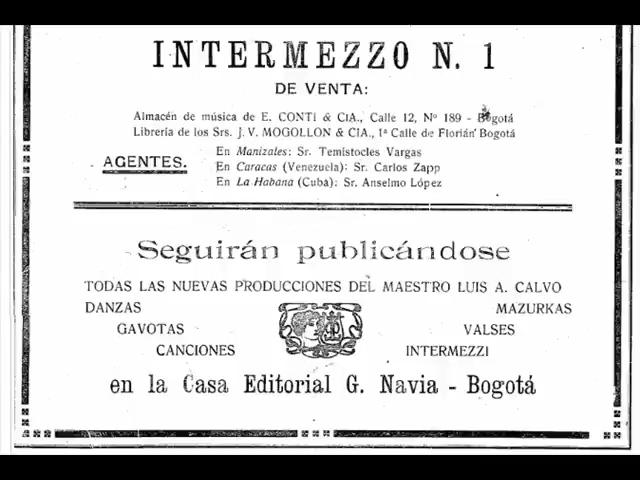 INTERMEZZO N. 1
DE VENTA:
Almacén de música de E. CONTI & CIA., Calle 12, Nº 189 - Bogotá
Librería de los Srs. J. V. MOGOLLON & CIA., 1ª Calle de Florián Bogotá
AGENTES.
En Manizales: Sr. Temistocles Vargas
En Caracas (Venezuela): Sr. Carlos Zapp
En La Habana (Cuba): Sr. Anselmo López
Seguirán publicándose
TODAS LAS NUEVAS PRODUCCIONES DEL MAESTRO LUIS A. CALVO
DANZAS MAZURKAS
GAVOTAS VALSES
CANCIONES INTERMEZZI
en la Casa Editorial G. Navia - Bogotá